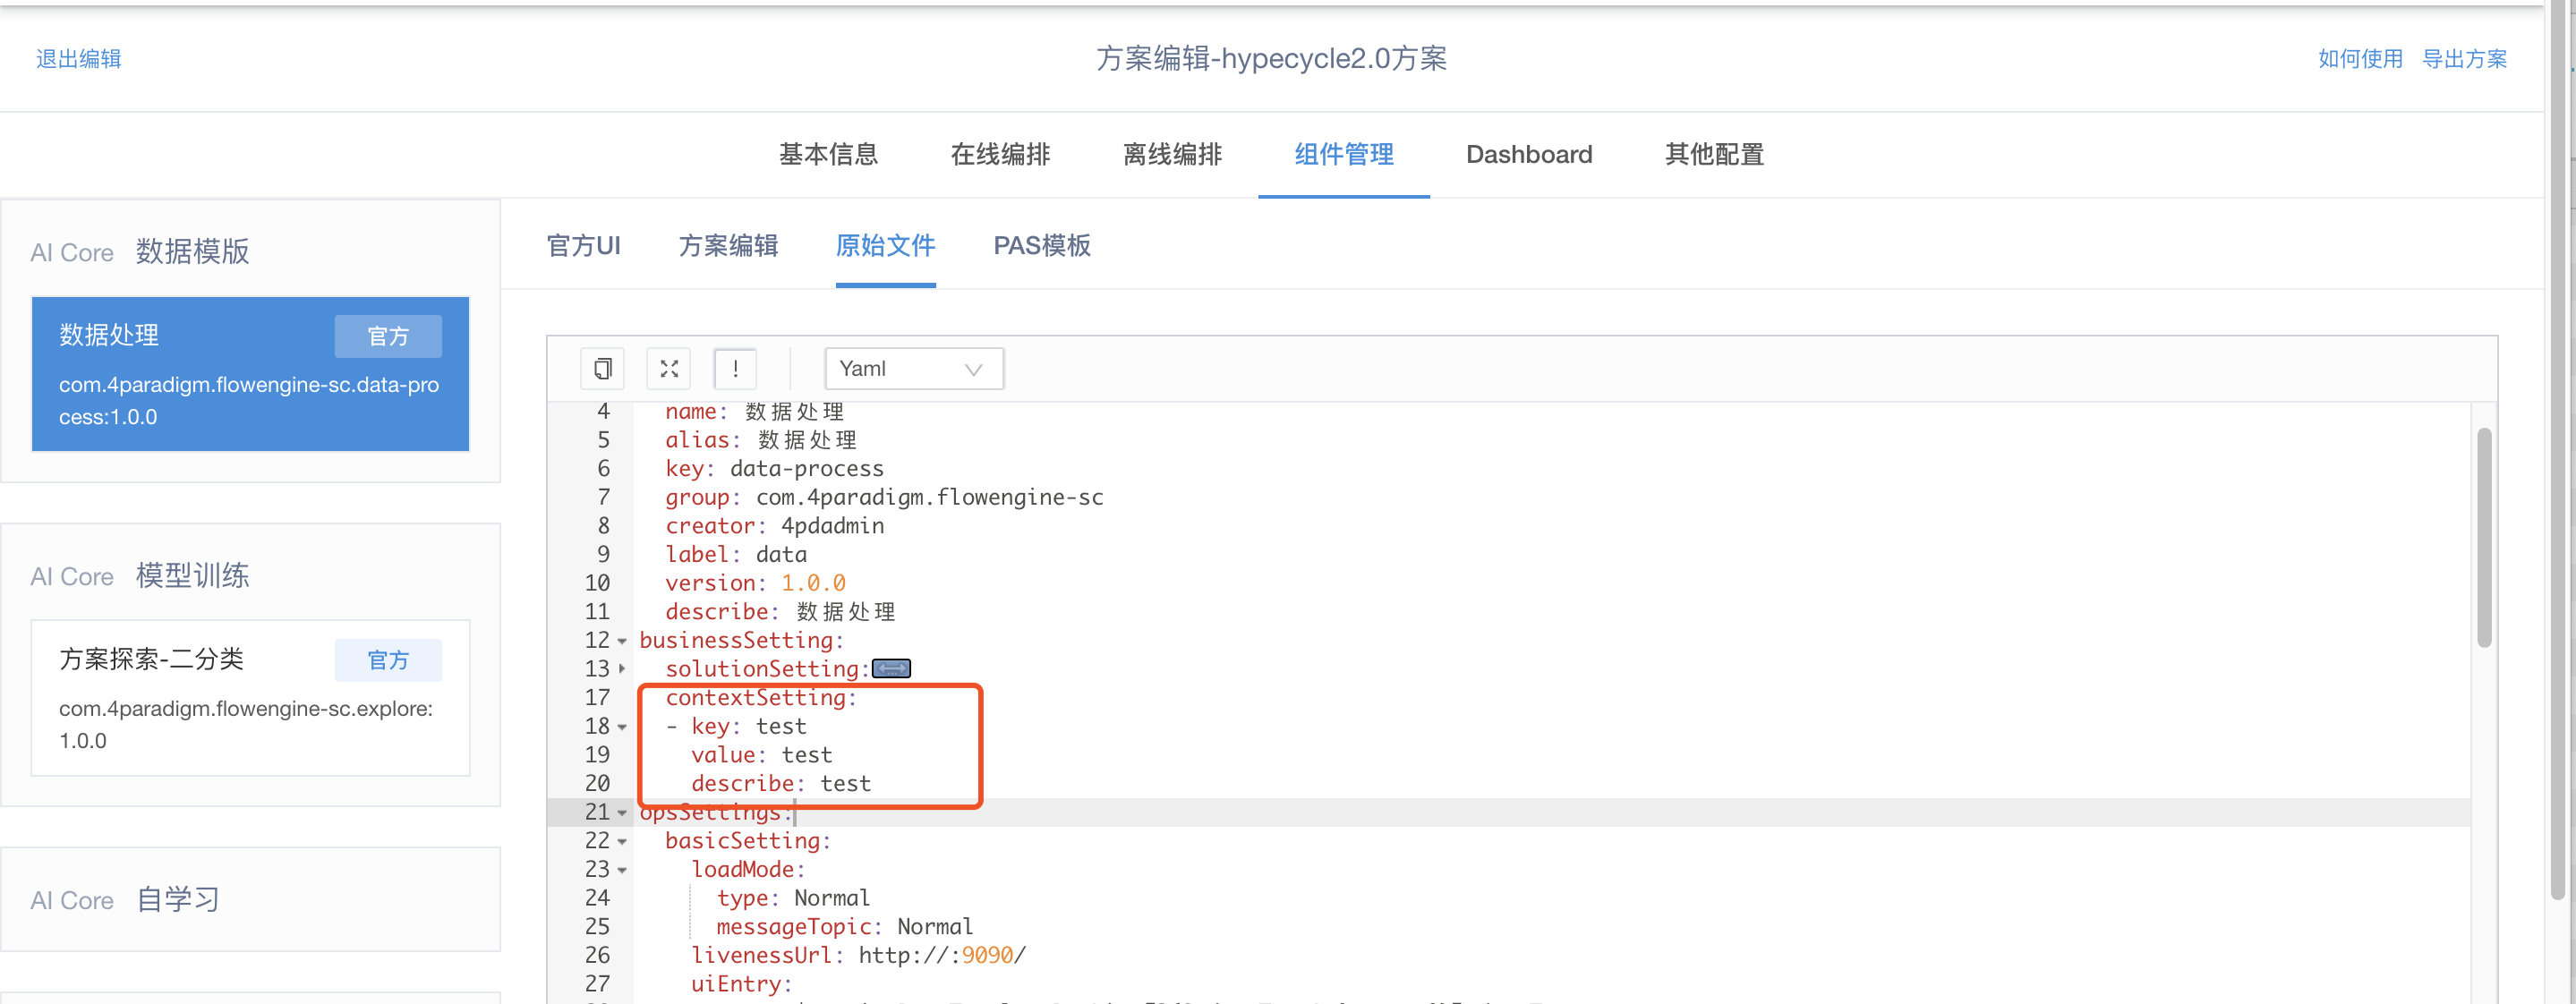 退出编辑
方案编辑-hypecycle2.0方案
如何使用 导出方案
基本信息 在线编排 离线编排 组件管理 Dashboard 其他配置
AI Core 数据模版
数据处理 官方
com.4paradigm.flowengine-sc.data-pro
cess:1.0.0
AI Core 模型训练
方案探索-二分类 官方
com.4paradigm.flowengine-sc.explore:
1.0.0
AI Core 自学习
官方UI 方案编辑 原始文件 PAS模板
! Yaml
4 name: 数据处理
5 alias: 数据处理
6 key: data-process
7 group: com.4paradigm.flowengine-sc
8 creator: 4pdadmin
9 label: data
10 version: 1.0.0
11 describe: 数据处理
12 businessSetting:
13 solutionSetting:
17 contextSetting:
18 - key: test
19 value: test
20 describe: test
21 opsSettings:
22 basicSetting:
23 loadMode:
24 type: Normal
25 messageTopic: Normal
26 livenessUrl: http://:9090/
27 uiEntry: